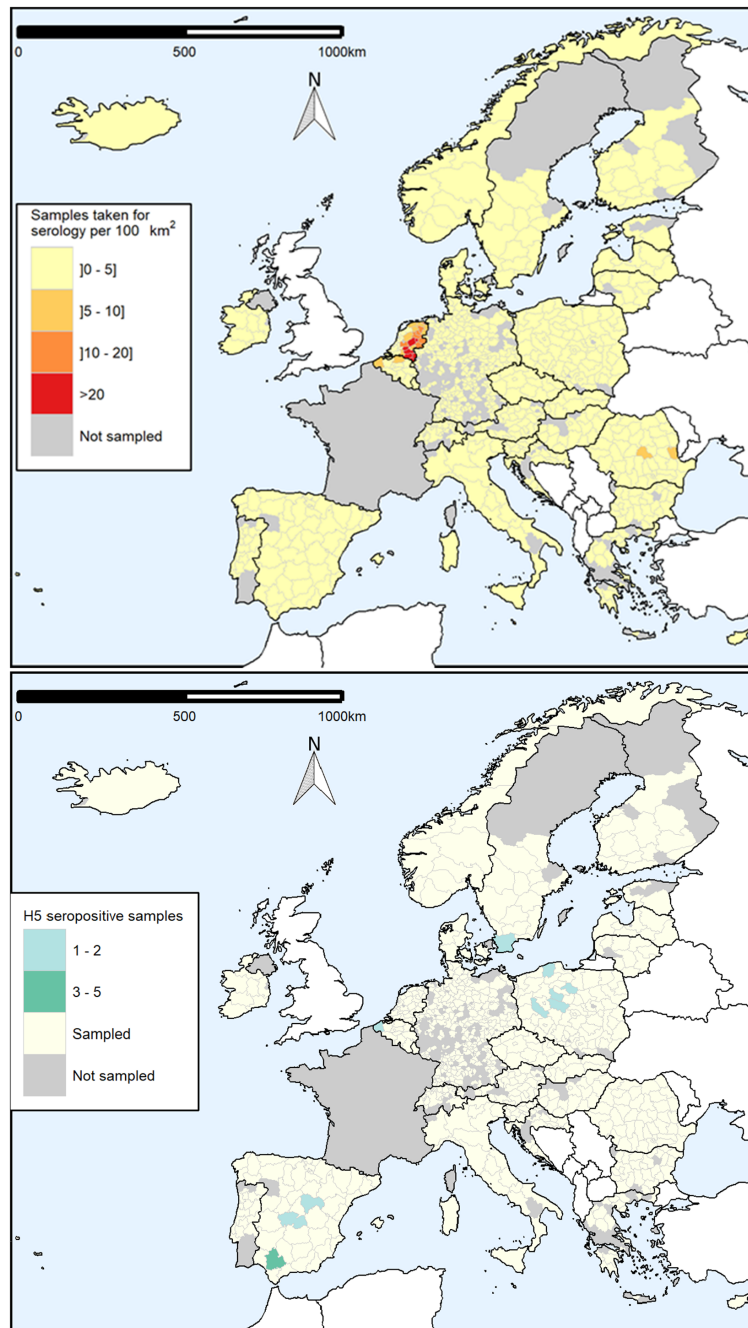 0 500 1000km
N
Samples taken for
serology per 100 km2
]0 - 5]
]5 - 10]
]10 - 20]
>20
Not sampled
0 500 1000km
N
H5 seropositive samples
1 - 2
3 - 5
Sampled
Not sampled